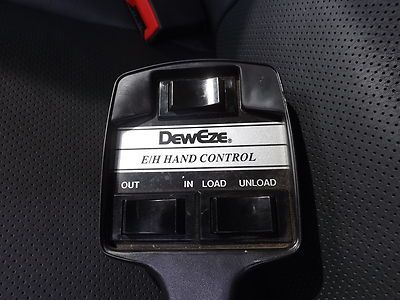 DewEze®
E/H HAND CONTROL
OUT IN LOAD UNLOAD